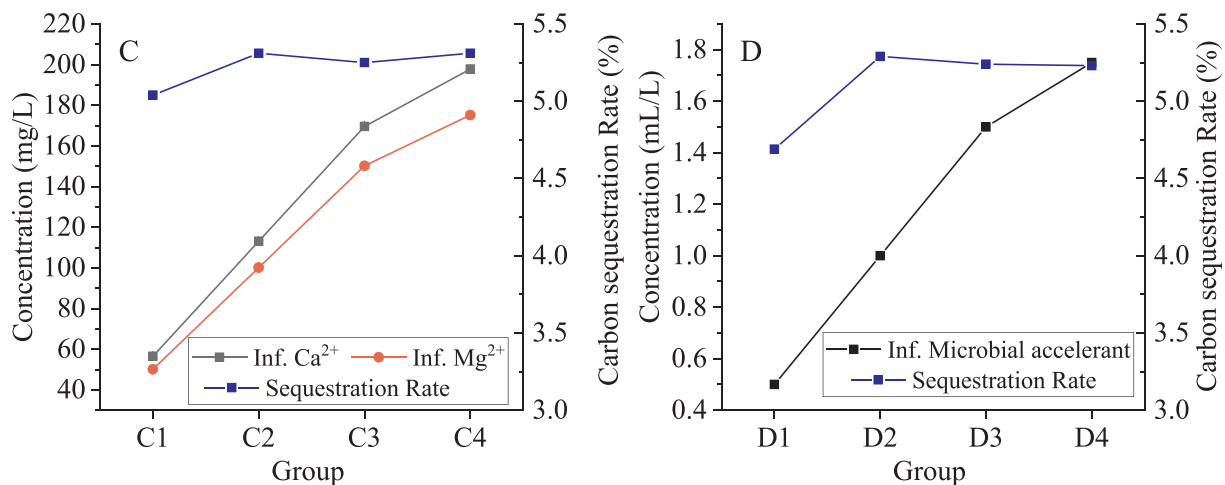 C
Concentration (mg/L)
220
200
180
160
140
120
100
80
60
40
5.5
5.0
4.5
4.0
3.5
3.0
Carbon sequestration Rate (%)
Inf. Ca²⁺
Inf. Mg²⁺
Sequestration Rate
C1 C2 C3 C4
Group
D
Concentration (mL/L)
1.8
1.6
1.4
1.2
1.0
0.8
0.6
0.4
5.5
5.0
4.5
4.0
3.5
3.0
Carbon sequestration Rate (%)
Inf. Microbial accelerant
Sequestration Rate
D1 D2 D3 D4
Group